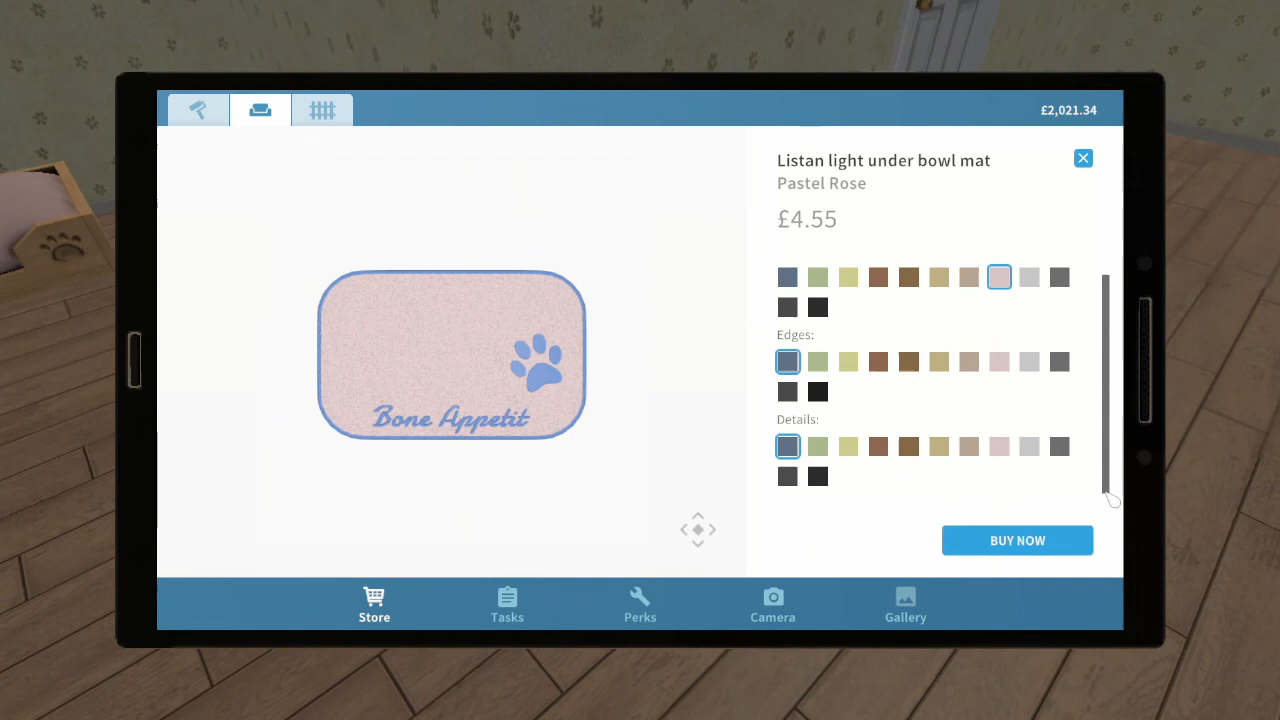 £2,021.34
Listan light under bowl mat
Pastel Rose
£4.55
Edges:
Details:
Bone Appetit
BUY NOW
Store
Tasks
Perks
Camera
Gallery